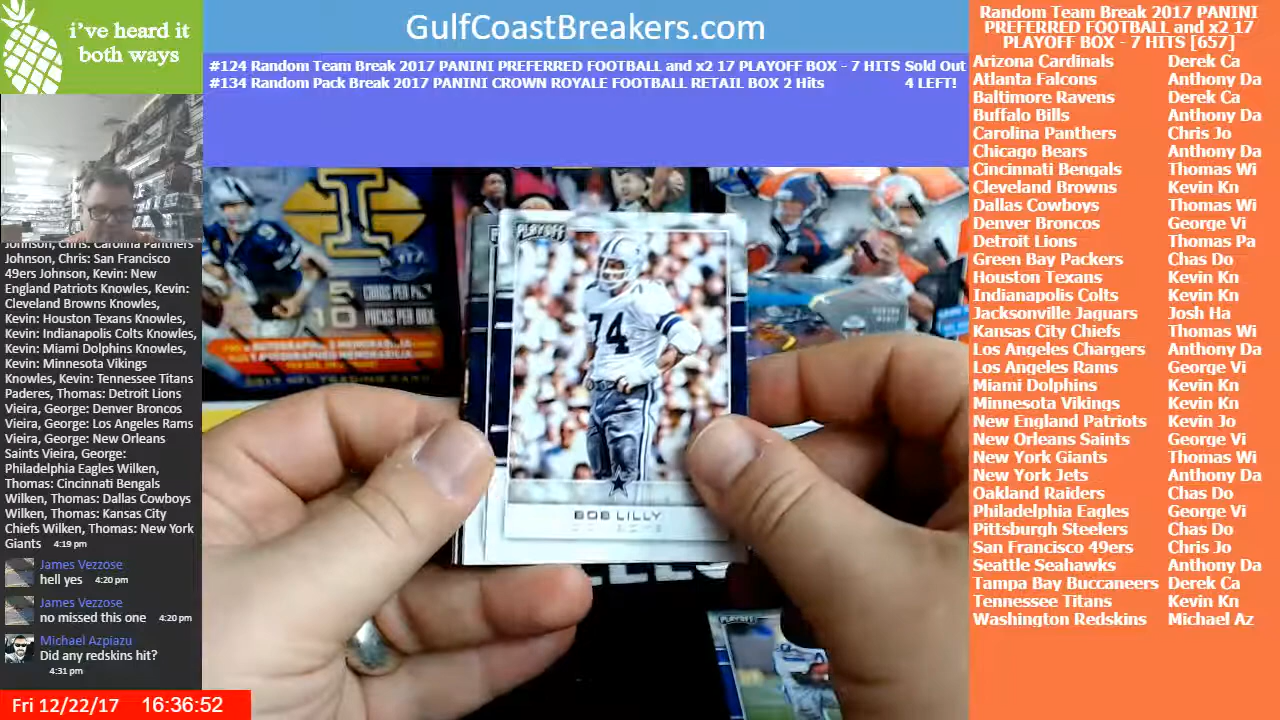 i've heard it
both ways
GulfCoastBreakers.com
#124 Random Team Break 2017 PANINI PREFERRED FOOTBALL and x2 17 PLAYOFF BOX - 7 HITS Sold Out
#134 Random Pack Break 2017 PANINI CROWN ROYALE FOOTBALL RETAIL BOX 2 Hits 4 LEFT!
Random Team Break 2017 PANINI
PREFERRED FOOTBALL and x2 17
PLAYOFF BOX - 7 HITS [657]
Arizona Cardinals Derek Ca
Atlanta Falcons Anthony Da
Baltimore Ravens Derek Ca
Buffalo Bills Anthony Da
Carolina Panthers Chris Jo
Chicago Bears Anthony Da
Cincinnati Bengals Thomas Wi
Cleveland Browns Kevin Kn
Dallas Cowboys Thomas Wi
Denver Broncos George Vi
Detroit Lions Thomas Pa
Green Bay Packers Chas Do
Houston Texans Kevin Kn
Indianapolis Colts Kevin Kn
Jacksonville Jaguars Josh Ha
Kansas City Chiefs Thomas Wi
Los Angeles Chargers Anthony Da
Los Angeles Rams George Vi
Miami Dolphins Kevin Kn
Minnesota Vikings Kevin Kn
New England Patriots Kevin Jo
New Orleans Saints George Vi
New York Giants Thomas Wi
New York Jets Anthony Da
Oakland Raiders Chas Do
Philadelphia Eagles George Vi
Pittsburgh Steelers Chas Do
San Francisco 49ers Chris Jo
Seattle Seahawks Anthony Da
Tampa Bay Buccaneers Derek Ca
Tennessee Titans Kevin Kn
Washington Redskins Michael Az
Johnson, Chris: Carolina Panthers
Johnson, Chris: San Francisco
49ers Johnson, Kevin: New
England Patriots Knowles, Kevin:
Cleveland Browns Knowles,
Kevin: Houston Texans Knowles,
Kevin: Indianapolis Colts Knowles,
Kevin: Miami Dolphins Knowles,
Kevin: Minnesota Vikings
Knowles, Kevin: Tennessee Titans
Paderes, Thomas: Detroit Lions
Vieira, George: Denver Broncos
Vieira, George: Los Angeles Rams
Vieira, George: New Orleans
Saints Vieira, George:
Philadelphia Eagles Wilken,
Thomas: Cincinnati Bengals
Wilken, Thomas: Dallas Cowboys
Wilken, Thomas: Kansas City
Chiefs Wilken, Thomas: New York
Giants 4:19 pm
James Vezzose
hell yes 4:20 pm
James Vezzose
no missed this one 4:20 pm
Michael Azpiazu
Did any redskins hit?
4:31 pm
Fri 12/22/17 16:36:52
PLAYOFF
74
BOB LILLY
CARDS PER
10 PACKS PER BOX
PLAYOFF